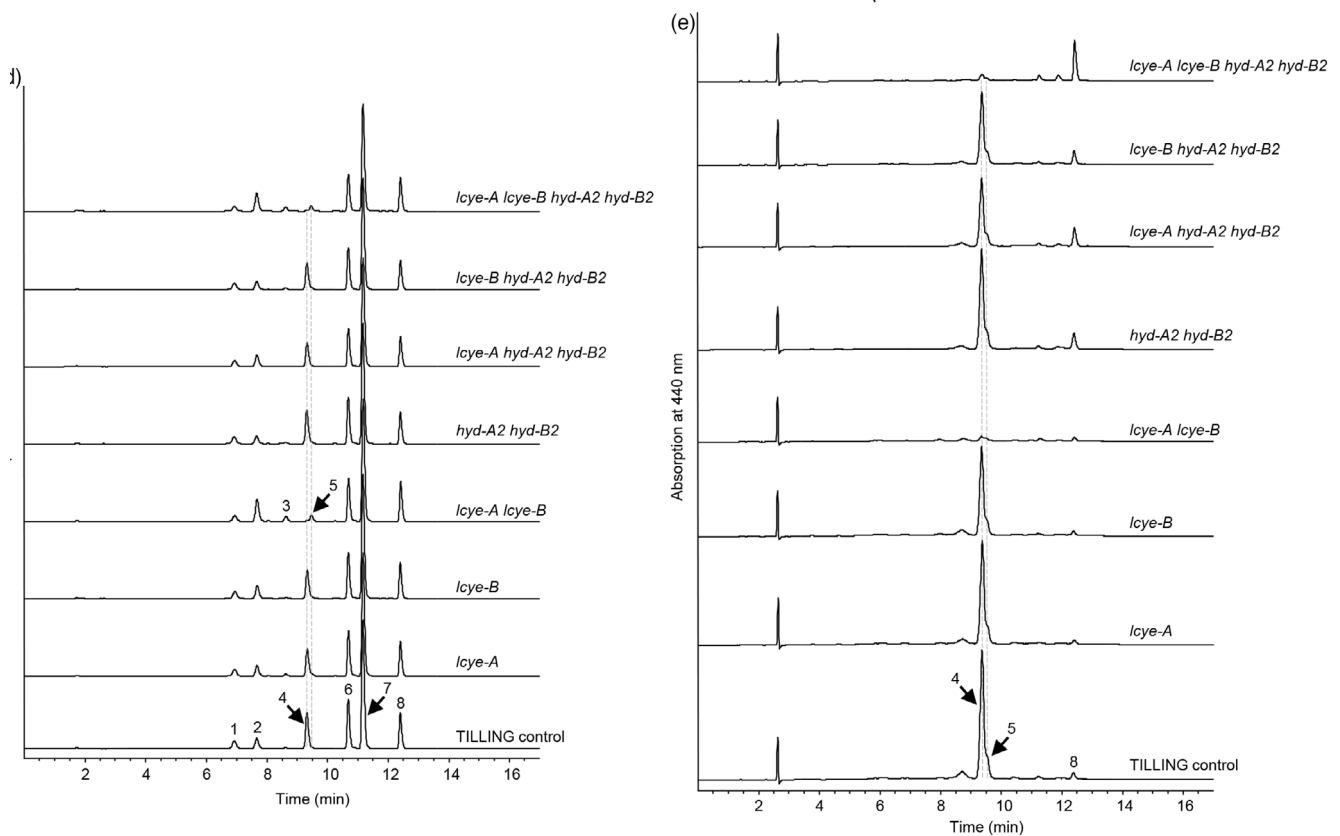 d)
lcye-A lcye-B hyd-A2 hyd-B2
lcye-B hyd-A2 hyd-B2
lcye-A hyd-A2 hyd-B2
hyd-A2 hyd-B2
3
5
lcye-A lcye-B
lcye-B
lcye-A
4
6
7
8
1
2
TILLING control
2
4
6
8
10
12
14
16
Time (min)
(e)
lcye-A lcye-B hyd-A2 hyd-B2
lcye-B hyd-A2 hyd-B2
lcye-A hyd-A2 hyd-B2
hyd-A2 hyd-B2
Absorption at 440 nm
lcye-A lcye-B
lcye-B
lcye-A
4
5
8
TILLING control
2
4
6
8
10
12
14
16
Time (min)